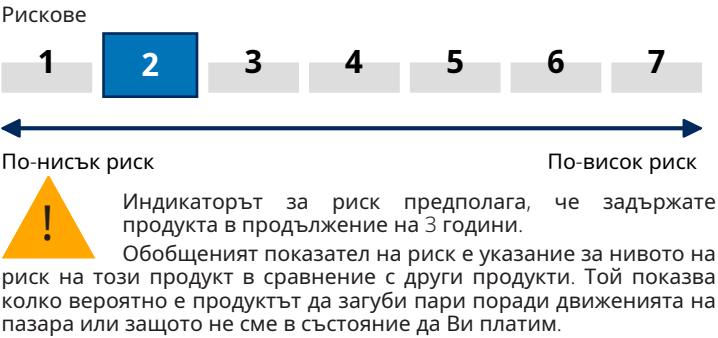 Рискове
1 2 3 4 5 6 7
По-нисък риск По-висок риск
!
Индикаторът за риск предполага, че задържате
продукта в продължение на 3 години.
Обобщеният показател на риск е указание за нивото на
риск на този продукт в сравнение с други продукти. Той показва
колко вероятно е продуктът да загуби пари поради движенията на
пазара или защото не сме в състояние да Ви платим.